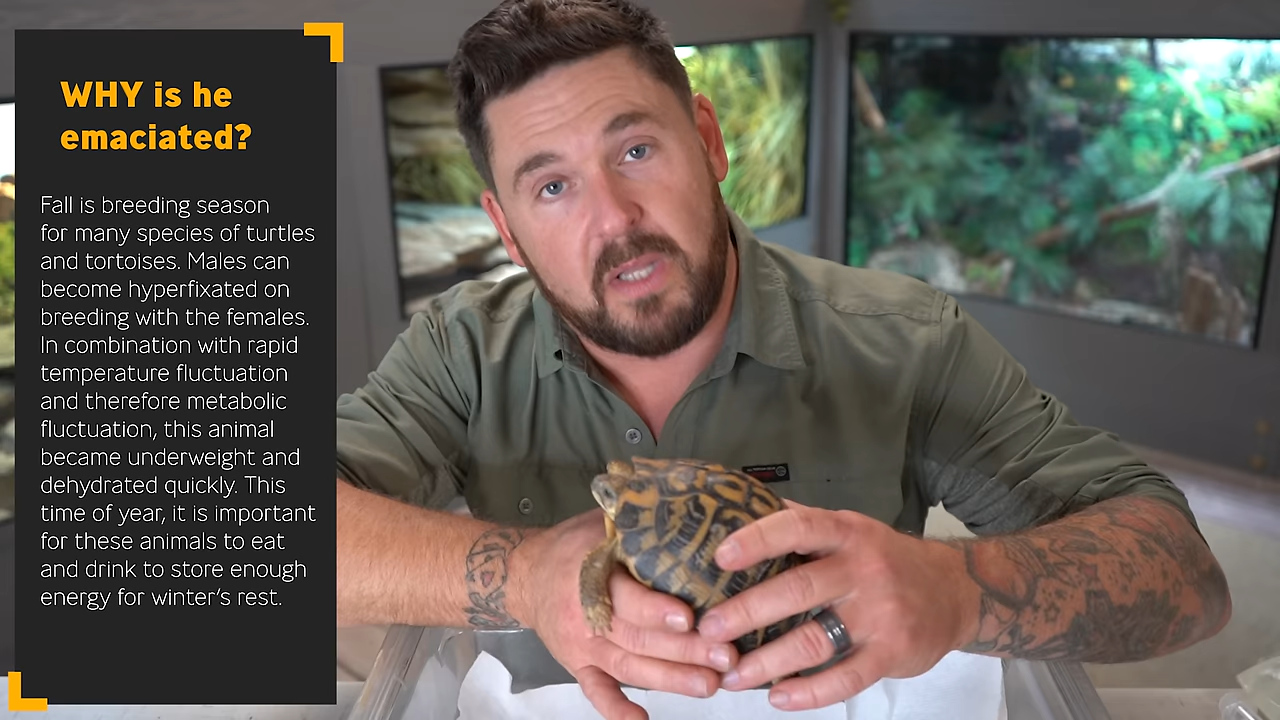 WHY is he
emaciated?
Fall is breeding season
for many species of turtles
and tortoises. Males can
become hyperfixated on
breeding with the females.
In combination with rapid
temperature fluctuation
and therefore metabolic
fluctuation, this animal
became underweight and
dehydrated quickly. This
time of year, it is important
for these animals to eat
and drink to store enough
energy for winter's rest.